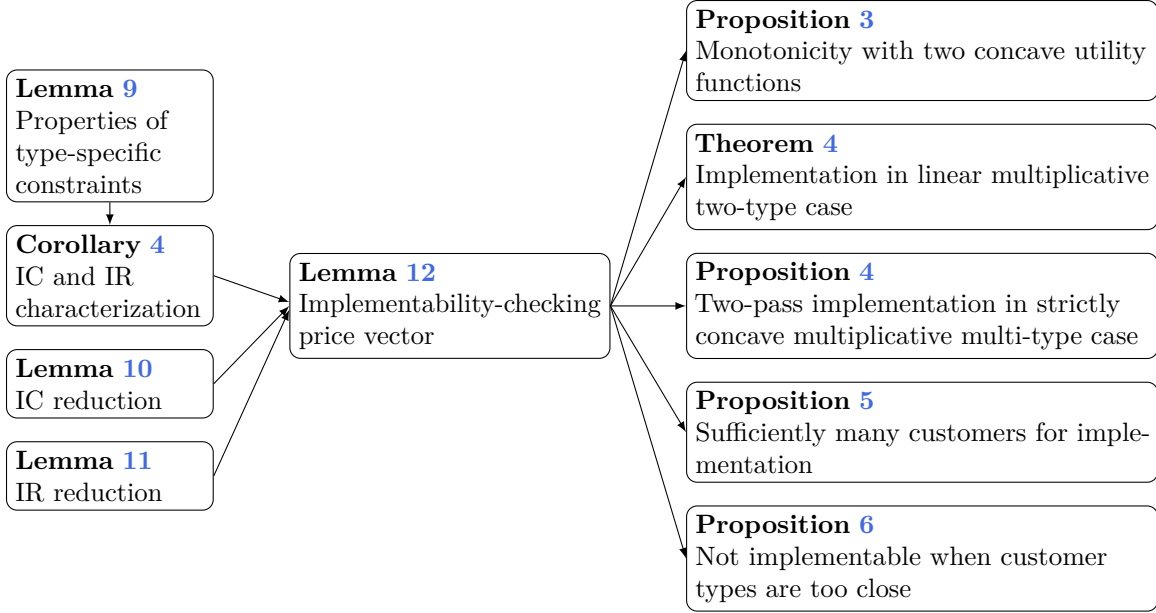 Lemma 9
Properties of
type-specific
constraints
Corollary 4
IC and IR
characterization
Lemma 10
IC reduction
Lemma 11
IR reduction
Lemma 12
Implementability-checking
price vector
Proposition 3
Monotonicity with two concave utility
functions
Theorem 4
Implementation in linear multiplicative
two-type case
Proposition 4
Two-pass implementation in strictly
concave multiplicative multi-type case
Proposition 5
Sufficiently many customers for imple-
mentation
Proposition 6
Not implementable when customer
types are too close